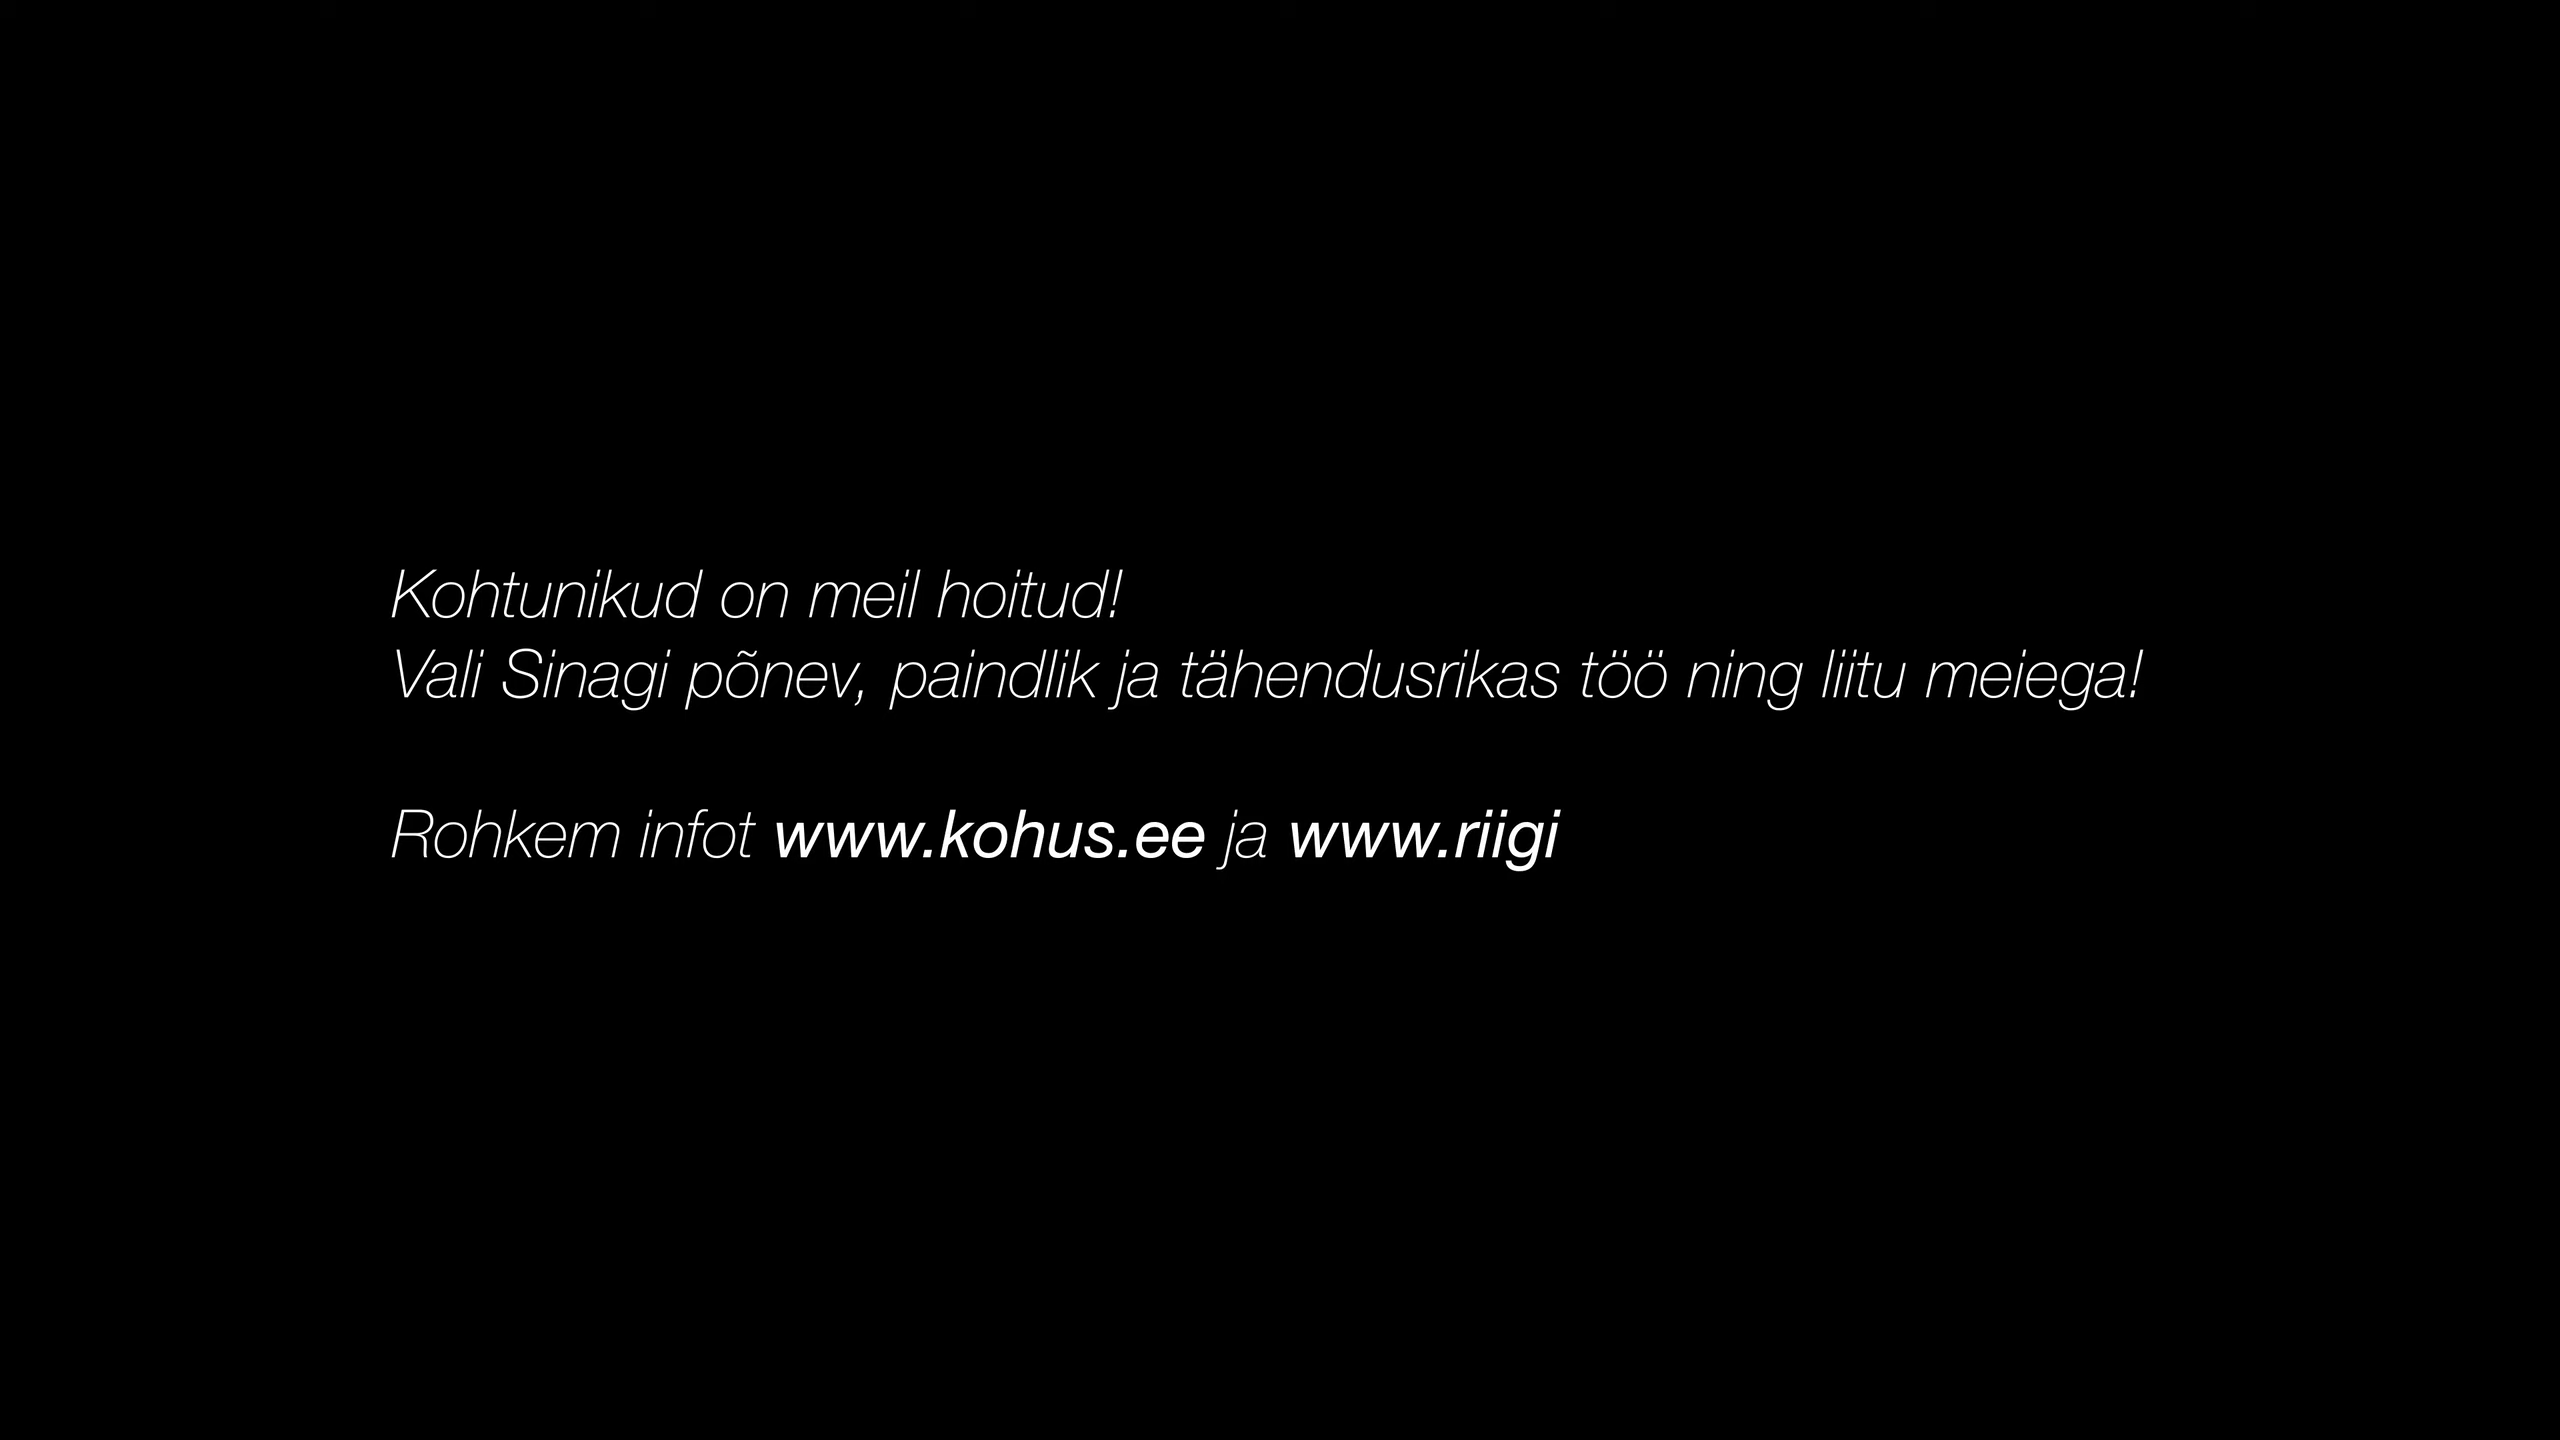 Kohtunikud on meil hoitud!
Vali Sinagi põnev, paindlik ja tähendusrikas töö ning liitu meiega!
Rohkem infot www.kohus.ee ja www.riigi